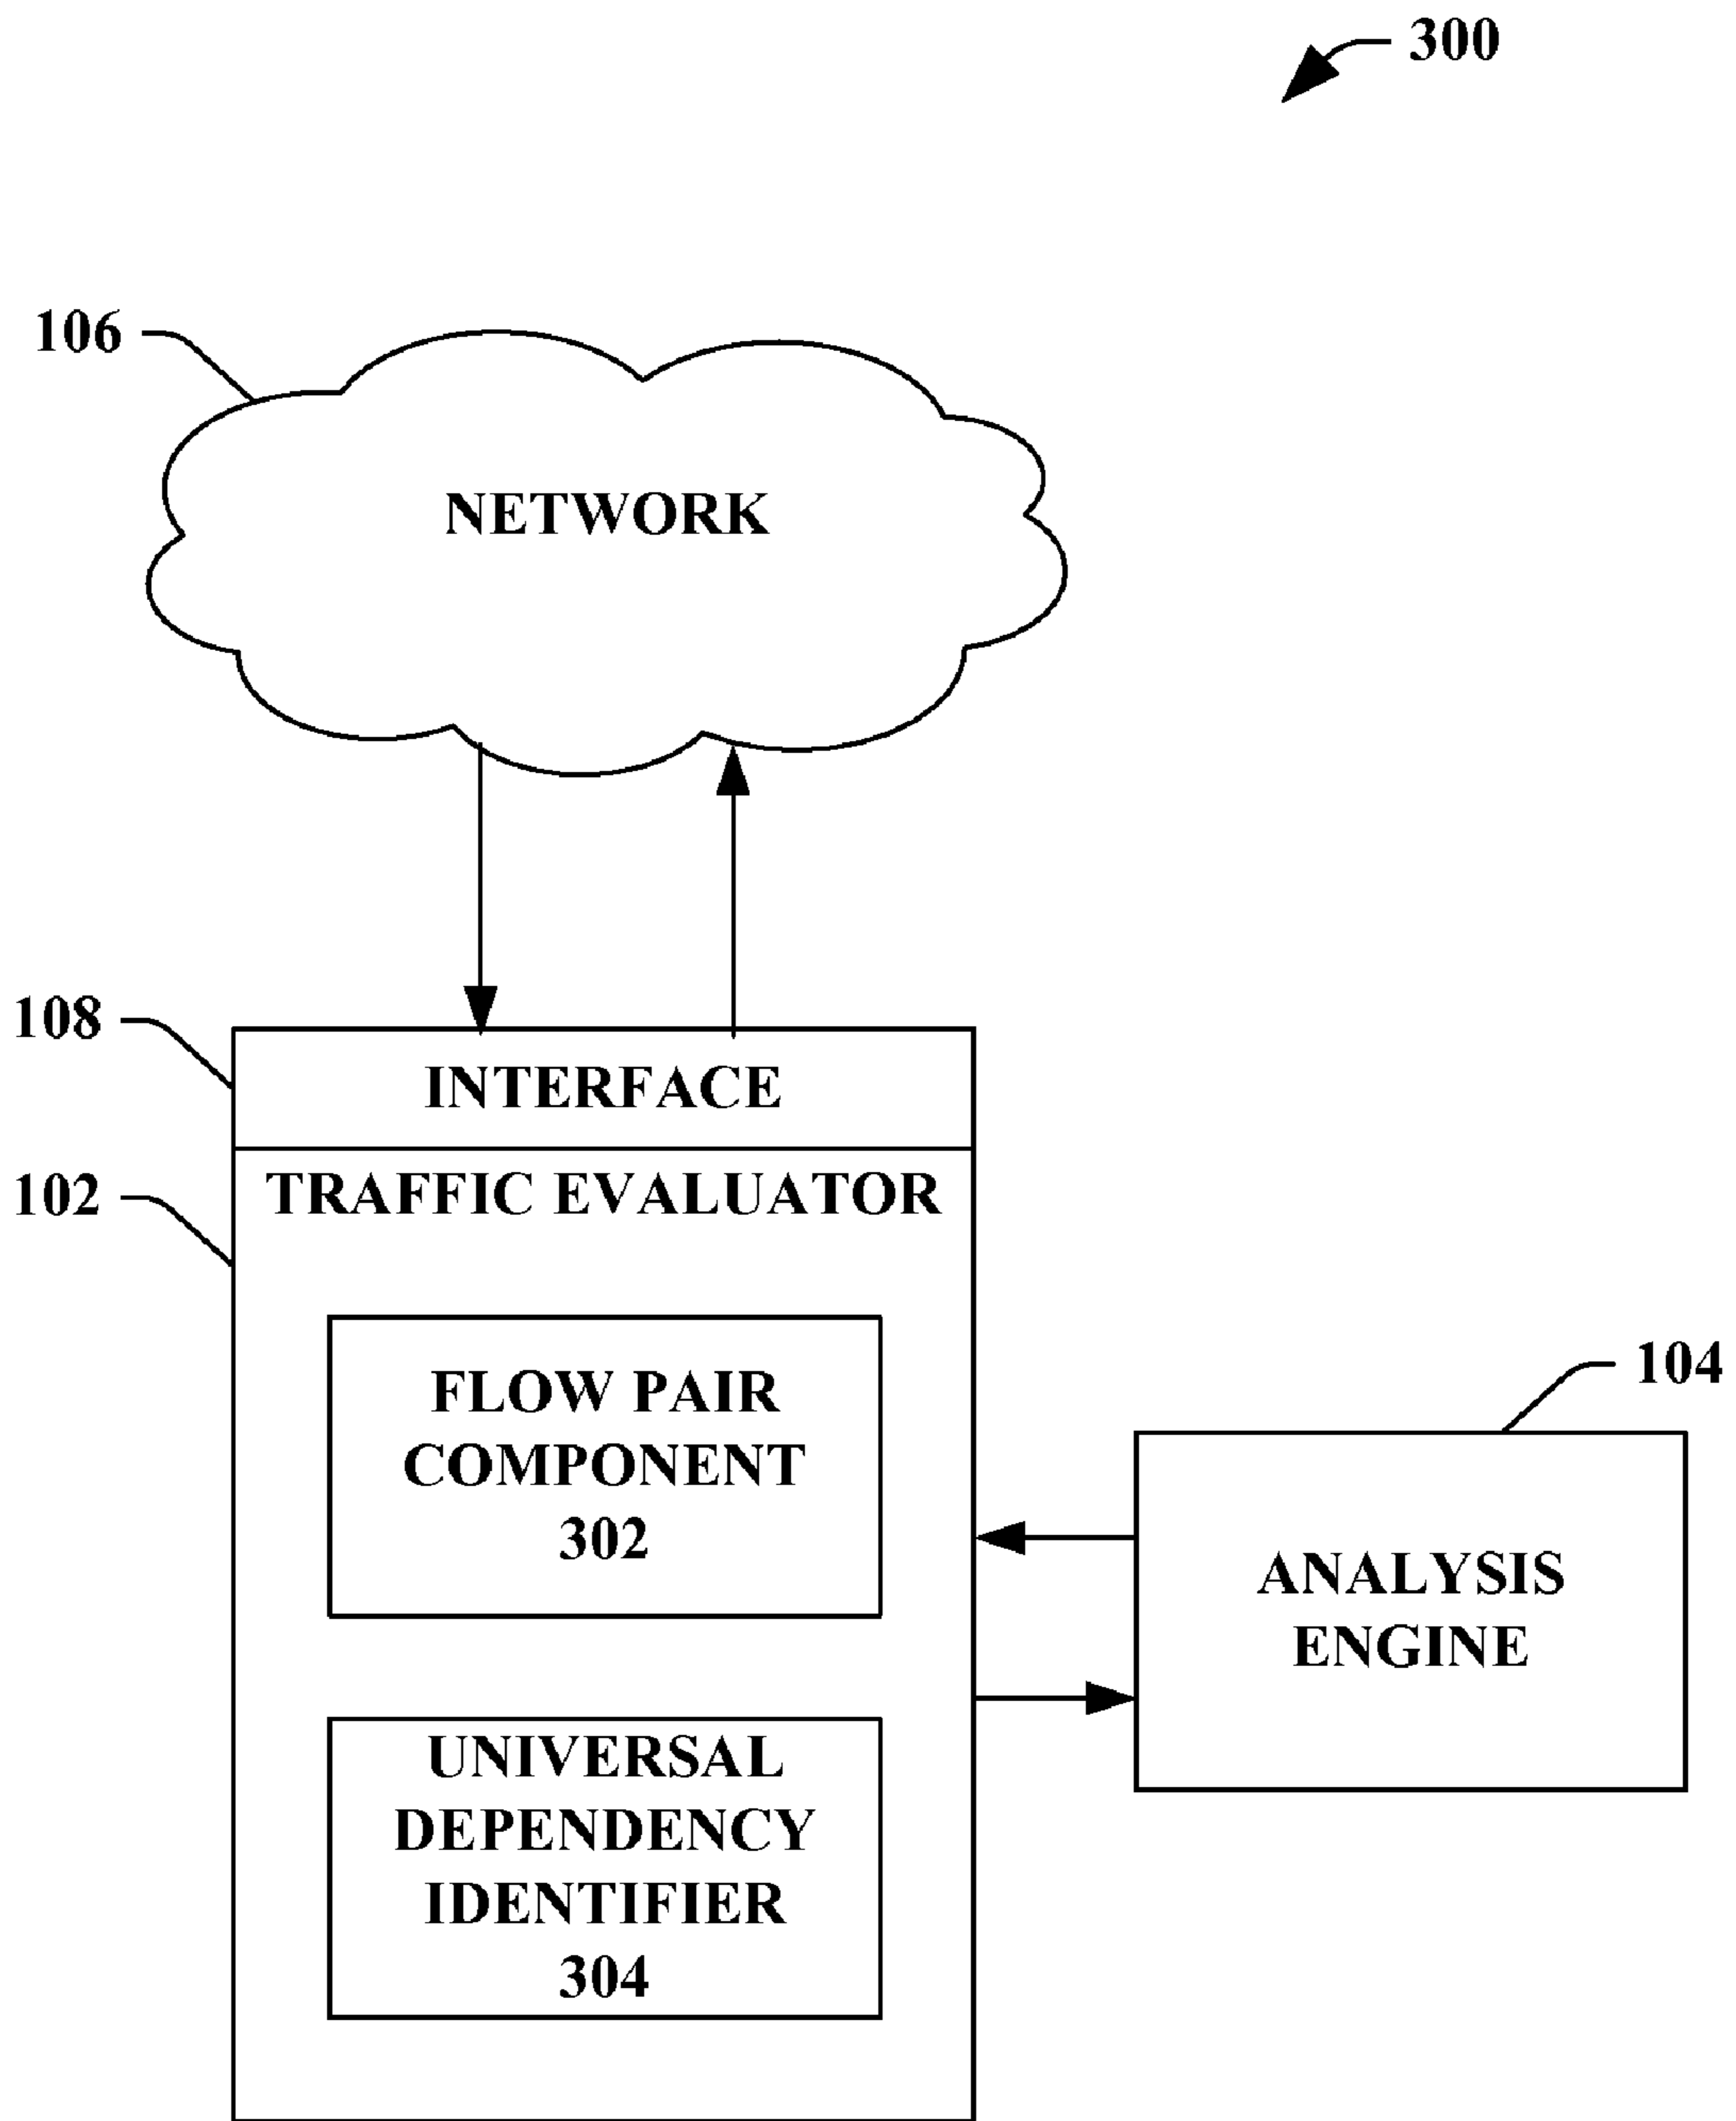 300
106
NETWORK
108
INTERFACE
102
TRAFFIC EVALUATOR
FLOW PAIR
COMPONENT
302
104
ANALYSIS
ENGINE
UNIVERSAL
DEPENDENCY
IDENTIFIER
304